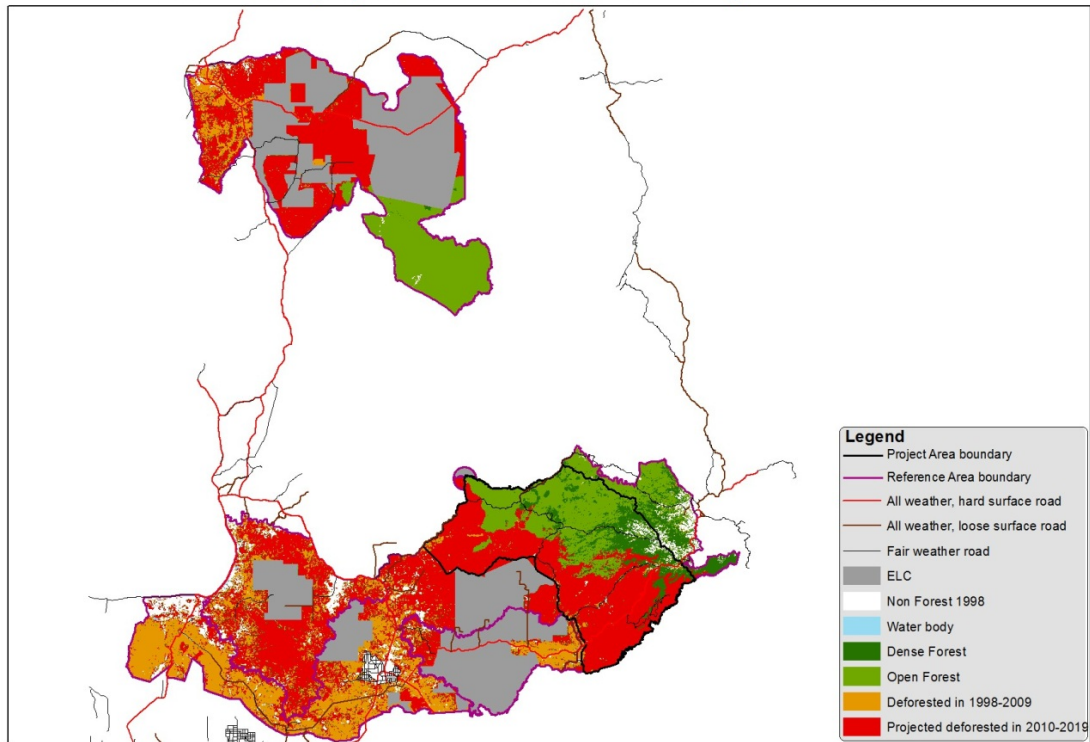 Legend
Project Area boundary
Reference Area boundary
All weather, hard surface road
All weather, loose surface road
Fair weather road
ELC
Non Forest 1998
Water body
Dense Forest
Open Forest
Deforested in 1998-2009
Projected deforested in 2010-2019